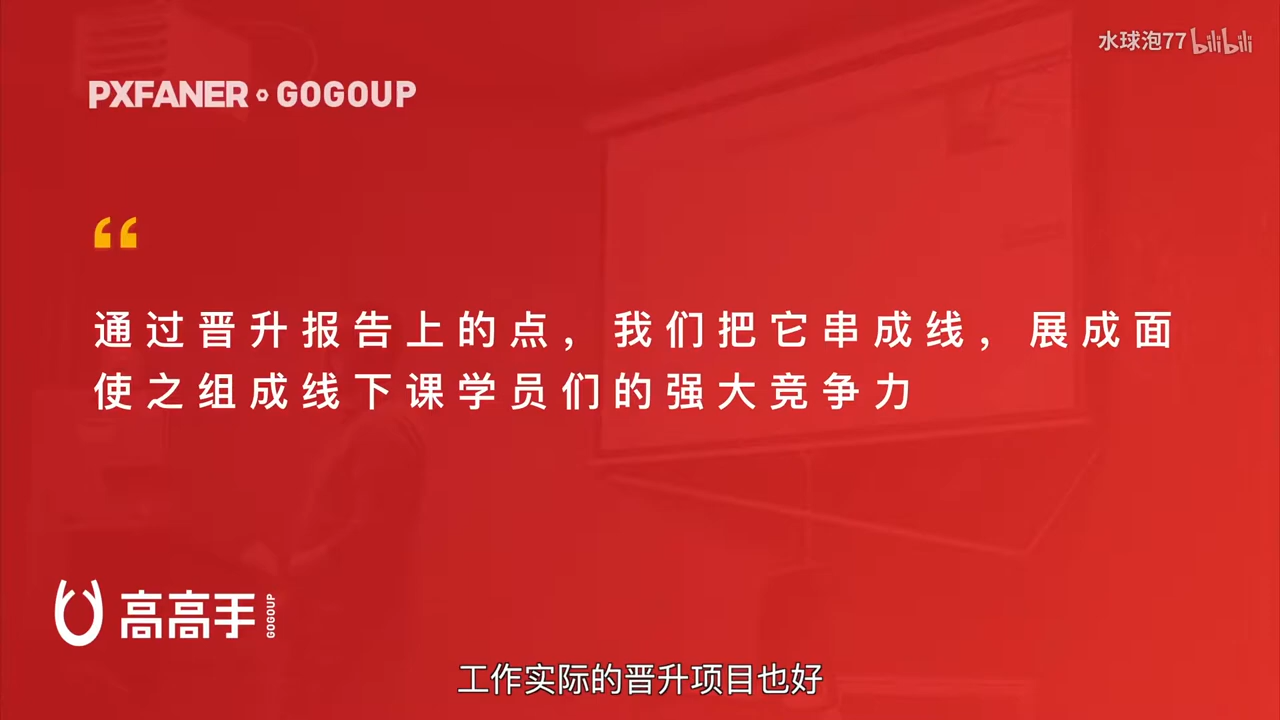 水球泡77 bilibili
PXFANER GOGOUP
“
通过晋升报告上的点，我们把它串成线，展成面
使之组成线下课学员们的强大竞争力
高高手 GOGOUP
工作实际的晋升项目也好